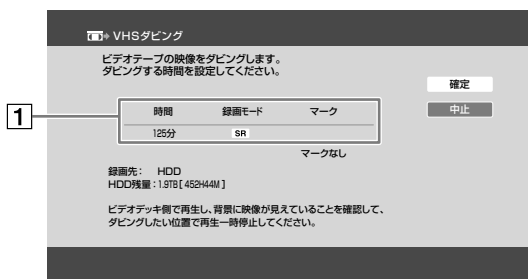 VHSダビング
ビデオテープの映像をダビングします。
ダビングする時間を設定してください。
確定
中止
1
時間 録画モード マーク
125分 SR
マークなし
録画先： HDD
HDD残量：1.9TB[ 452H44M ]
ビデオデッキ側で再生し、背景に映像が見えていることを確認して、
ダビングしたい位置で再生一時停止してください。